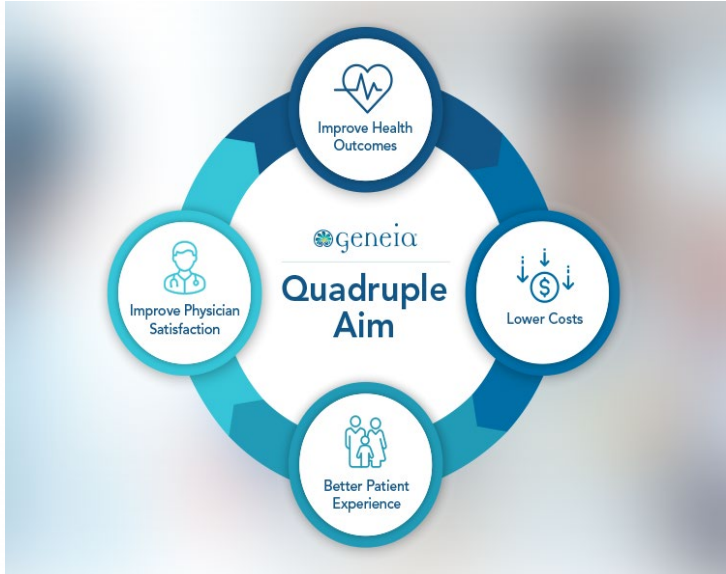 Improve Health
Outcomes
geneia
Quadruple
Aim
Improve Physician
Satisfaction
$
Lower Costs
Better Patient
Experience